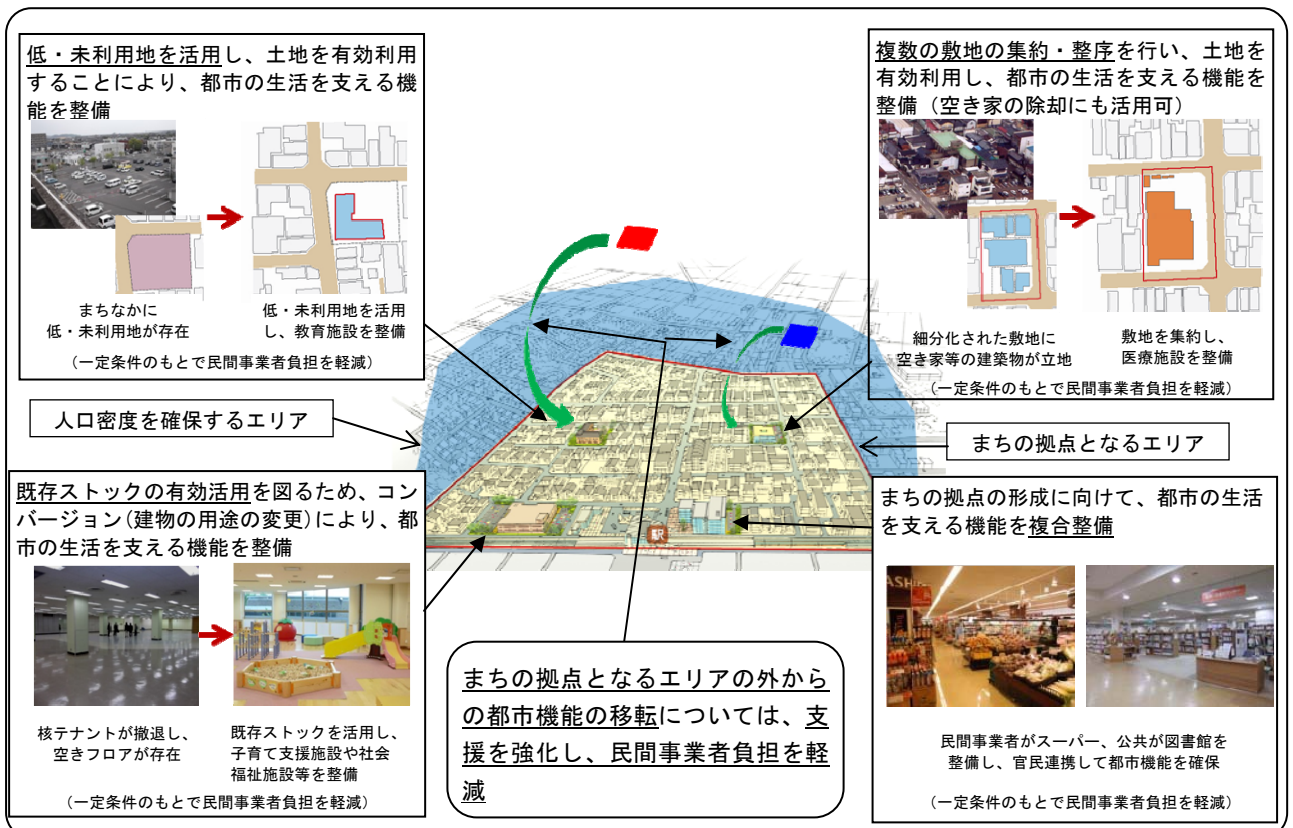 低・未利用地を活用し、土地を有効利用
することにより、都市の生活を支える機
能を整備
まちなかに
低・未利用地が存在
低・未利用地を活用
し、教育施設を整備
（一定条件のもとで民間事業者負担を軽減）
複数の敷地の集約・整序を行い、土地を
有効利用し、都市の生活を支える機能を
整備（空き家の除却にも活用可）
細分化された敷地に
空き家等の建築物が立地
敷地を集約し、
医療施設を整備
（一定条件のもとで民間事業者負担を軽減）
人口密度を確保するエリア
まちの拠点となるエリア
駅
既存ストックの有効活用を図るため、コン
バージョン(建物の用途の変更)により、都
市の生活を支える機能を整備
核テナントが撤退し、
空きフロアが存在
既存ストックを活用し、
子育て支援施設や社会
福祉施設等を整備
（一定条件のもとで民間事業者負担を軽減）
まちの拠点となるエリアの外から
の都市機能の移転については、支
援を強化し、民間事業者負担を軽
減
まちの拠点の形成に向けて、都市の生活
を支える機能を複合整備
民間事業者がスーパー、公共が図書館を
整備し、官民連携して都市機能を確保
（一定条件のもとで民間事業者負担を軽減）